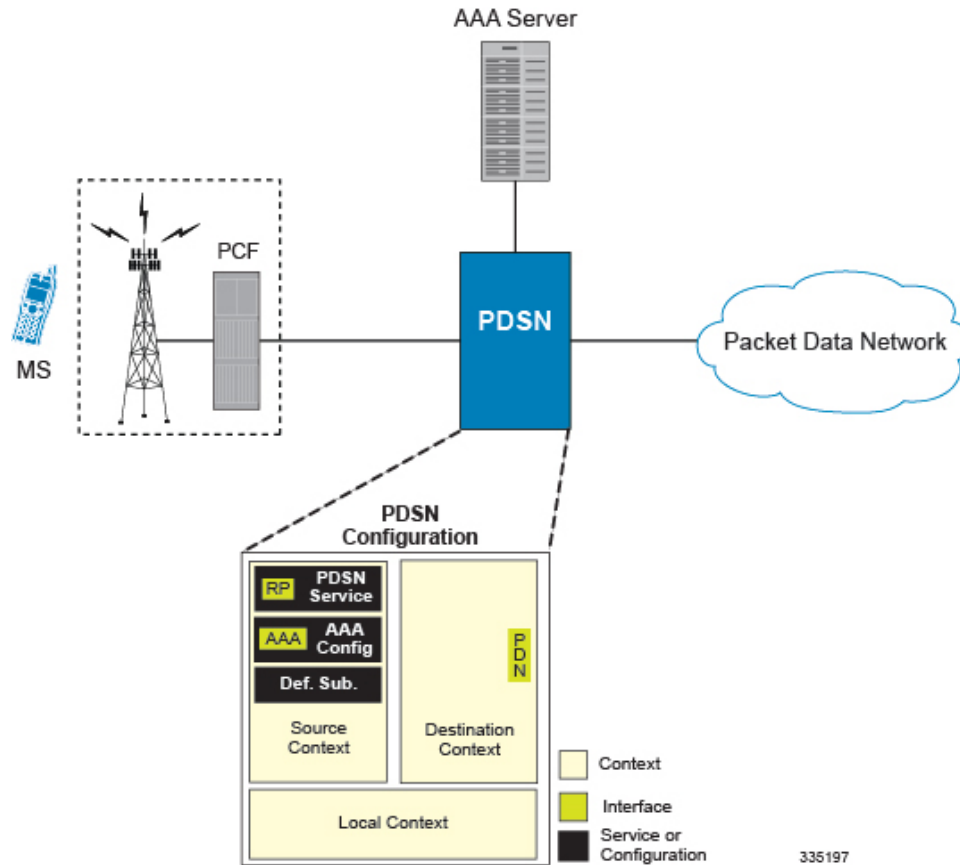 AAA Server
PCF
MS
PDSN
Packet Data Network
PDSN
Configuration
RP
PDSN
Service
AAA
AAA
Config
Def. Sub.
Source
Context
PDN
Destination
Context
Local Context
Context
Interface
Service or
Configuration
335197